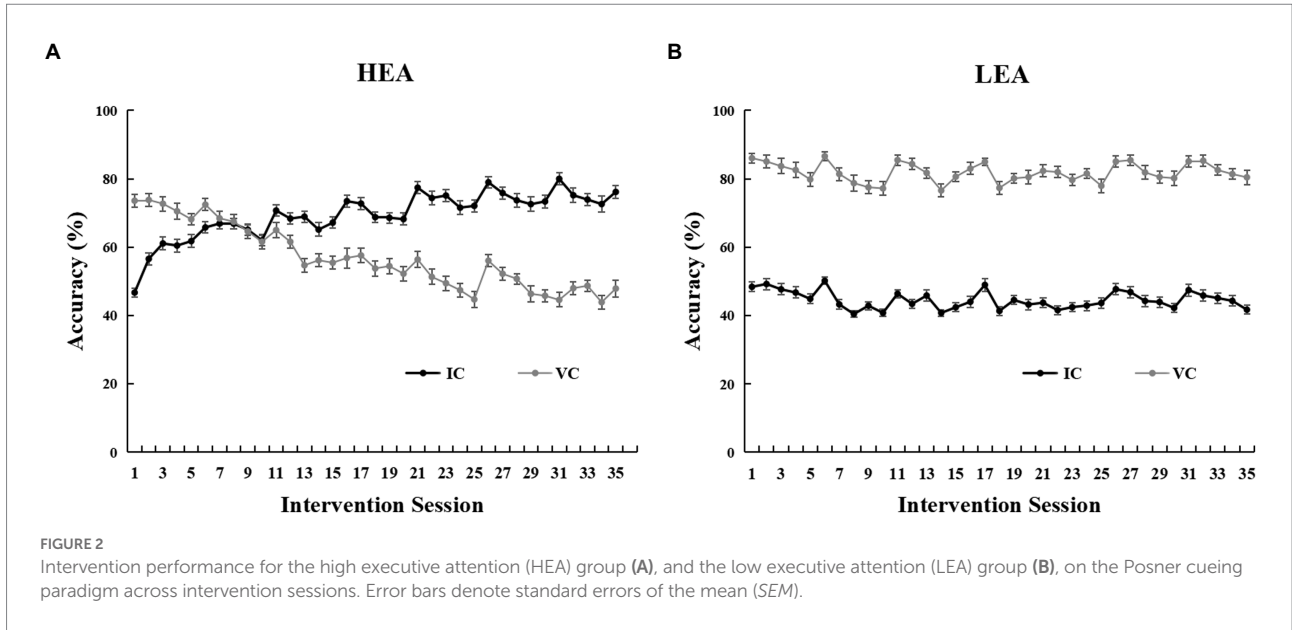 A
HEA
100
80
60
40
20
0
Accuracy (%)
IC
VC
1 3 5 7 9 11 13 15 17 19 21 23 25 27 29 31 33 35
Intervention Session
B
LEA
100
80
60
40
20
0
Accuracy (%)
IC
VC
1 3 5 7 9 11 13 15 17 19 21 23 25 27 29 31 33 35
Intervention Session
FIGURE 2
Intervention performance for the high executive attention (HEA) group (A), and the low executive attention (LEA) group (B), on the Posner cueing
paradigm across intervention sessions. Error bars denote standard errors of the mean (SEM).